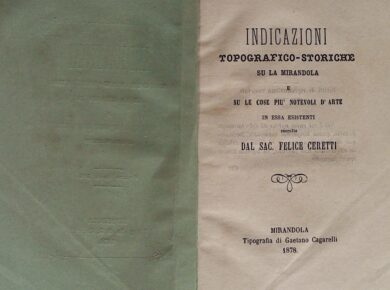 INDICAZIONI
TOPOGRAFICO-STORICHE
SU LA MIRANDOLA
E
SU LE COSE PIU' NOTEVOLI D'ARTE
IN ESSA ESISTENTI
raccolte
DAL SAC. FELICE CERETTI
MIRANDOLA
Tipografia di Gaetano Cagarelli
1878.